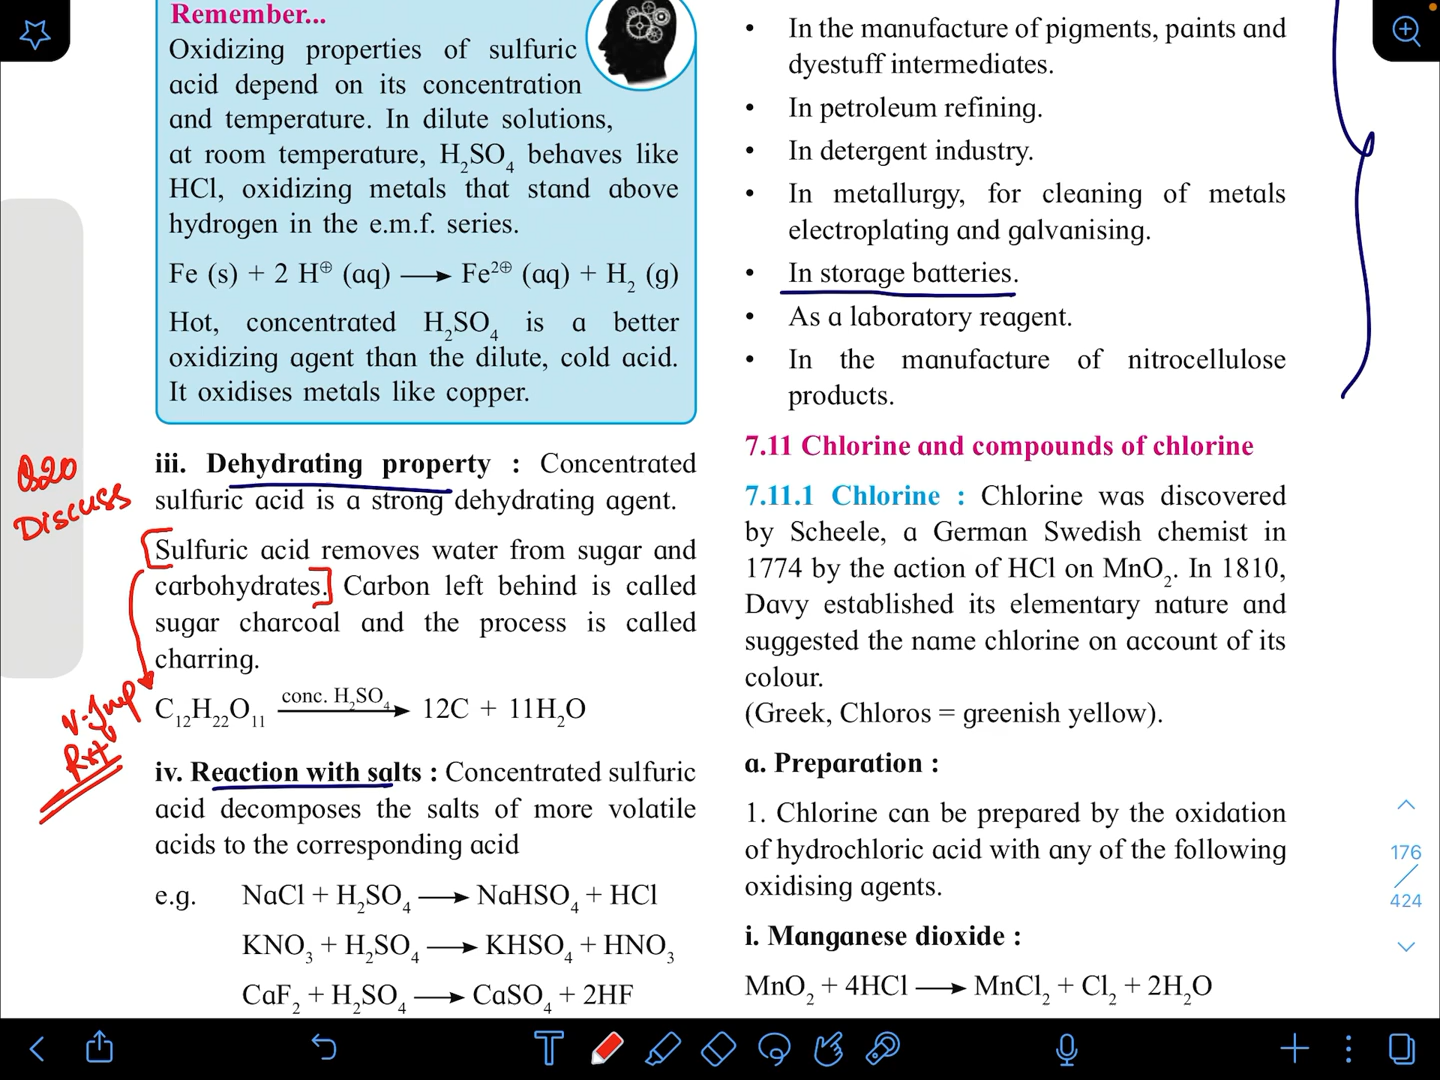 Remember...
Oxidizing properties of sulfuric
acid depend on its concentration
and temperature. In dilute solutions,
at room temperature, H₂SO₄ behaves like
HCl, oxidizing metals that stand above
hydrogen in the e.m.f. series.
Fe (s) + 2 H⊕ (aq) ⟶ Fe²⊕ (aq) + H₂ (g)
Hot, concentrated H₂SO₄ is a better
oxidizing agent than the dilute, cold acid.
It oxidises metals like copper.
Q20
Discuss
iii. Dehydrating property : Concentrated
sulfuric acid is a strong dehydrating agent.
Sulfuric acid removes water from sugar and
carbohydrates. Carbon left behind is called
sugar charcoal and the process is called
charring.
V.Imp
Rxⁿ
C₁₂H₂₂O₁₁ conc. H₂SO₄ ⟶ 12C + 11H₂O
iv. Reaction with salts : Concentrated sulfuric
acid decomposes the salts of more volatile
acids to the corresponding acid
e.g. NaCl + H₂SO₄ ⟶ NaHSO₄ + HCl
KNO₃ + H₂SO₄ ⟶ KHSO₄ + HNO₃
CaF₂ + H₂SO₄ ⟶ CaSO₄ + 2HF
• In the manufacture of pigments, paints and
dyestuff intermediates.
• In petroleum refining.
• In detergent industry.
• In metallurgy, for cleaning of metals
electroplating and galvanising.
• In storage batteries.
• As a laboratory reagent.
• In the manufacture of nitrocellulose
products.
7.11 Chlorine and compounds of chlorine
7.11.1 Chlorine : Chlorine was discovered
by Scheele, a German Swedish chemist in
1774 by the action of HCl on MnO₂. In 1810,
Davy established its elementary nature and
suggested the name chlorine on account of its
colour.
(Greek, Chloros = greenish yellow).
a. Preparation :
1. Chlorine can be prepared by the oxidation
of hydrochloric acid with any of the following
oxidising agents.
i. Manganese dioxide :
MnO₂ + 4HCl ⟶ MnCl₂ + Cl₂ + 2H₂O
176
424